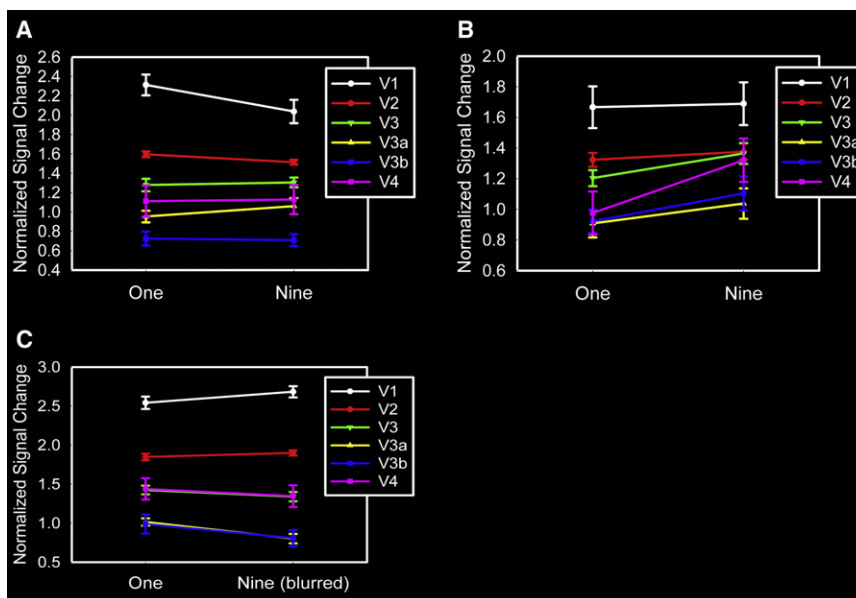 A
Normalized Signal Change
2.6
2.4
2.2
2.0
1.8
1.6
1.4
1.2
1.0
0.8
0.6
0.4
One Nine
V1
V2
V3
V3a
V3b
V4
B
Normalized Signal Change
2.0
1.8
1.6
1.4
1.2
1.0
0.8
0.6
One Nine
V1
V2
V3
V3a
V3b
V4
C
Normalized Signal Change
3.0
2.5
2.0
1.5
1.0
0.5
One Nine (blurred)
V1
V2
V3
V3a
V3b
V4